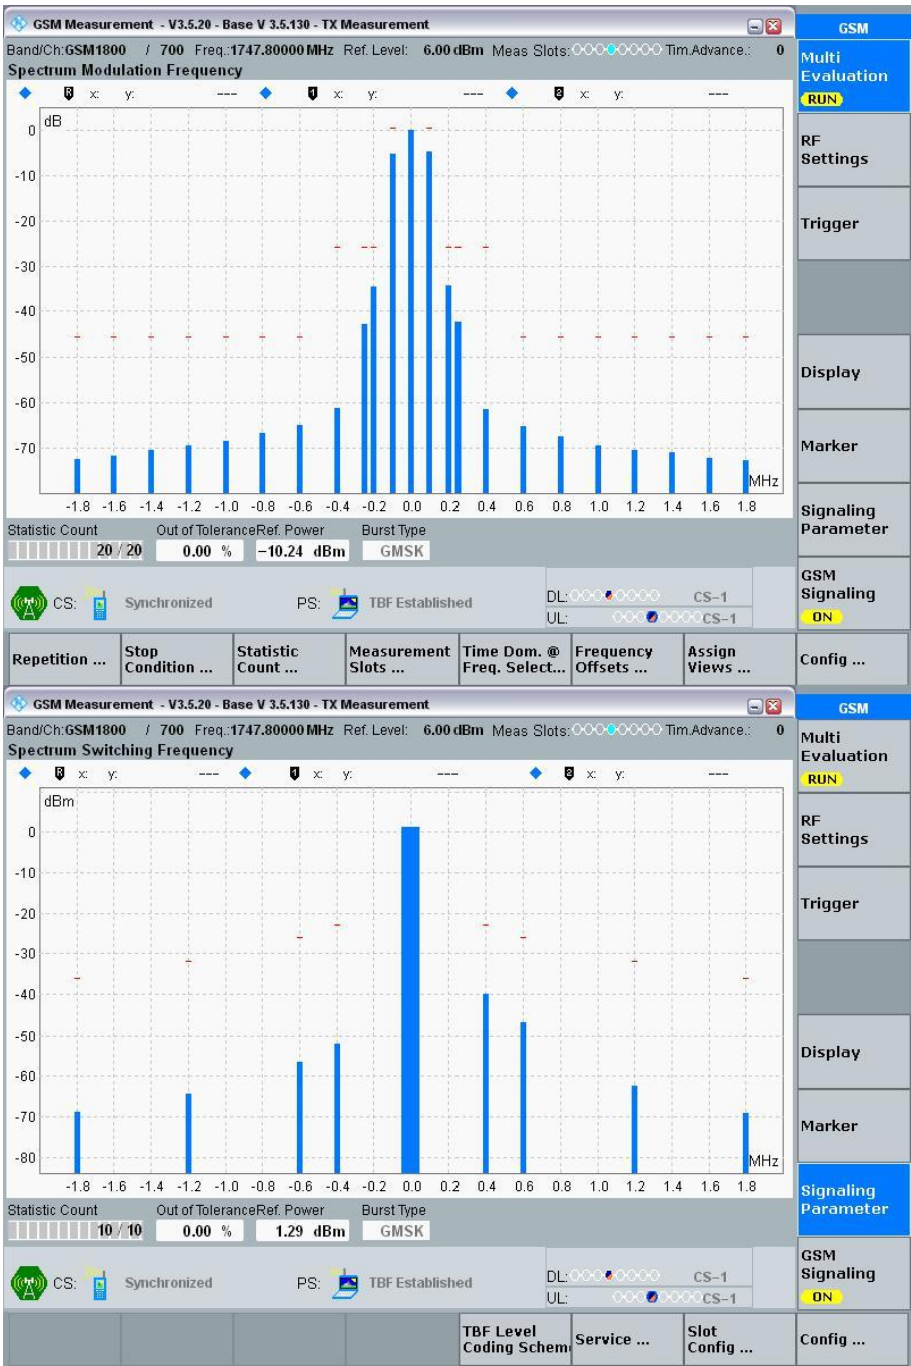 GSM Measurement - V3.5.20 - Base V 3.5.130 - TX Measurement
GSM
Band/Ch:GSM1800 / 700 Freq.:1747.80000 MHz Ref. Level: 6.00 dBm Meas Slots: Tim.Advance.: 0
Spectrum Modulation Frequency
Multi
Evaluation
RUN
R x: y: --- 1 x: y: --- 2 x: y: ---
dB
0
-10
-20
-30
-40
-50
-60
-70
MHz
-1.8 -1.6 -1.4 -1.2 -1.0 -0.8 -0.6 -0.4 -0.2 0.0 0.2 0.4 0.6 0.8 1.0 1.2 1.4 1.6 1.8
RF
Settings
Trigger
Display
Marker
Signaling
Parameter
GSM
Signaling
ON
Statistic Count Out of Tolerance Ref. Power Burst Type
20 / 20 0.00 % -10.24 dBm GMSK
CS: Synchronized PS: TBF Established
DL: CS-1
UL: CS-1
Repetition ...
Stop
Condition ...
Statistic
Count ...
Measurement
Slots ...
Time Dom. @
Freq. Select...
Frequency
Offsets ...
Assign
Views ...
Config ...
GSM Measurement - V3.5.20 - Base V 3.5.130 - TX Measurement
GSM
Band/Ch:GSM1800 / 700 Freq.:1747.80000 MHz Ref. Level: 6.00 dBm Meas Slots: Tim.Advance.: 0
Spectrum Switching Frequency
Multi
Evaluation
RUN
R x: y: --- 1 x: y: --- 2 x: y: ---
dBm
0
-10
-20
-30
-40
-50
-60
-70
-80
MHz
-1.8 -1.6 -1.4 -1.2 -1.0 -0.8 -0.6 -0.4 -0.2 0.0 0.2 0.4 0.6 0.8 1.0 1.2 1.4 1.6 1.8
RF
Settings
Trigger
Display
Marker
Signaling
Parameter
GSM
Signaling
ON
Statistic Count Out of Tolerance Ref. Power Burst Type
10 / 10 0.00 % 1.29 dBm GMSK
CS: Synchronized PS: TBF Established
DL: CS-1
UL: CS-1
TBF Level
Coding Schem
Service ...
Slot
Config ...
Config ...